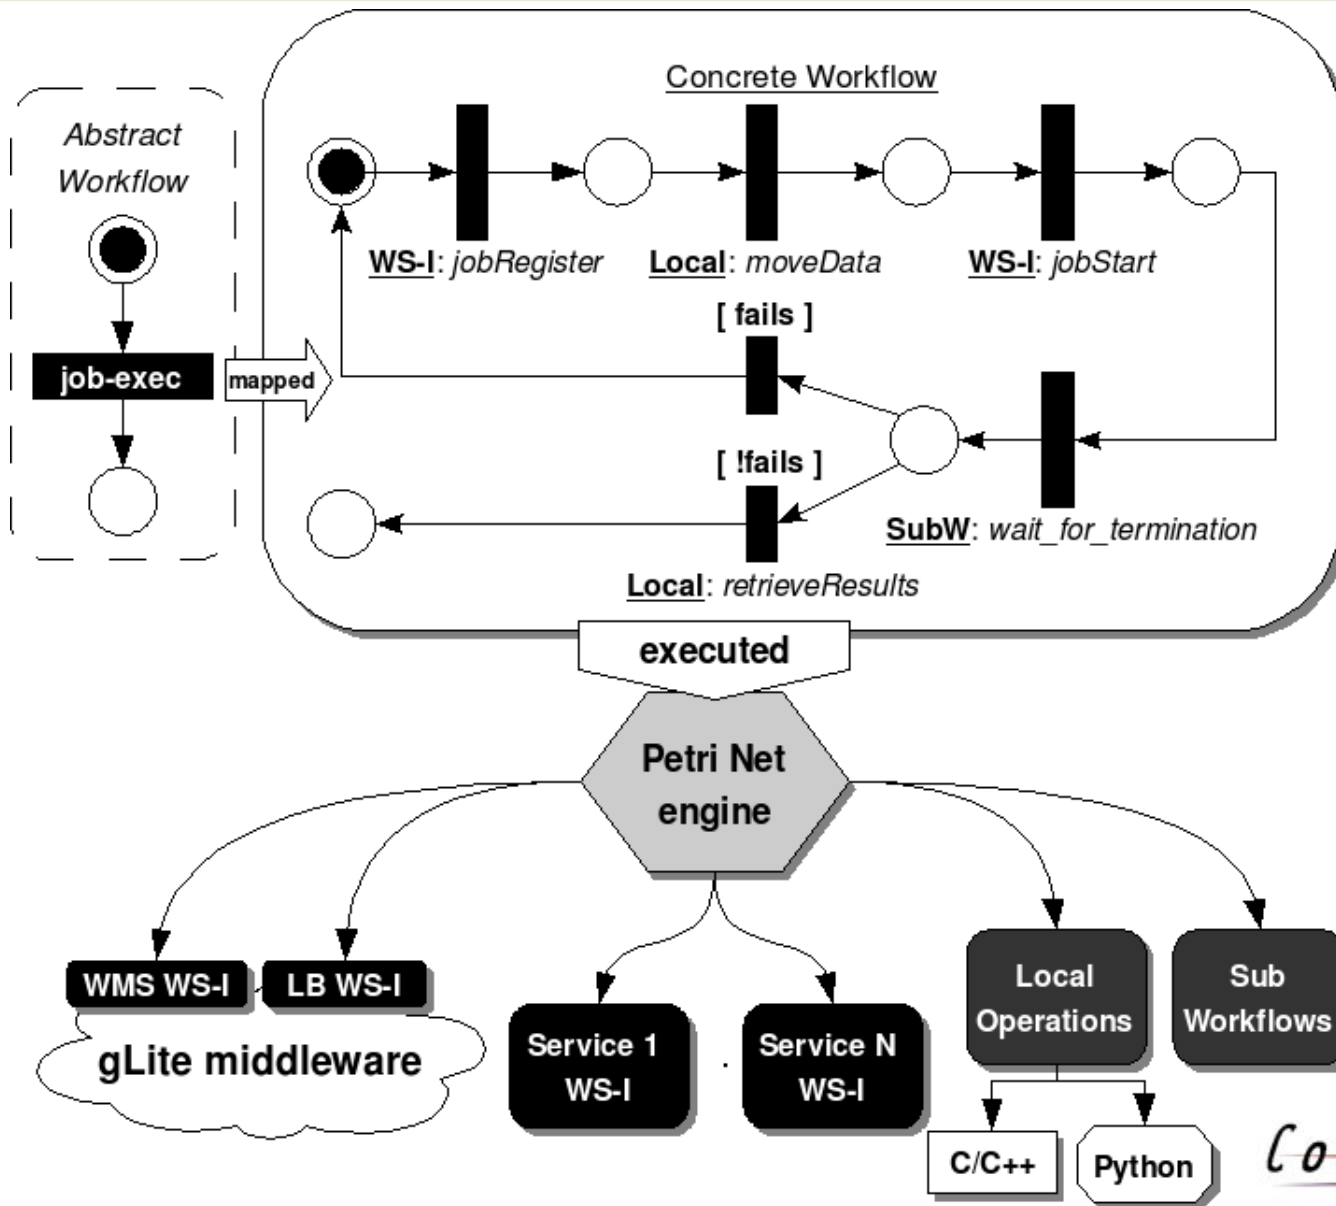 Concrete Workflow
Abstract
Workflow
WS-I: jobRegister
Local: moveData
WS-I: jobStart
[ fails ]
job-exec
mapped
[ !fails ]
SubW: wait_for_termination
Local: retrieveResults
executed
Petri Net
engine
WMS WS-I
LB WS-I
gLite middleware
Service 1
WS-I
.
Service N
WS-I
Local
Operations
Sub
Workflows
C/C++
Python
Co